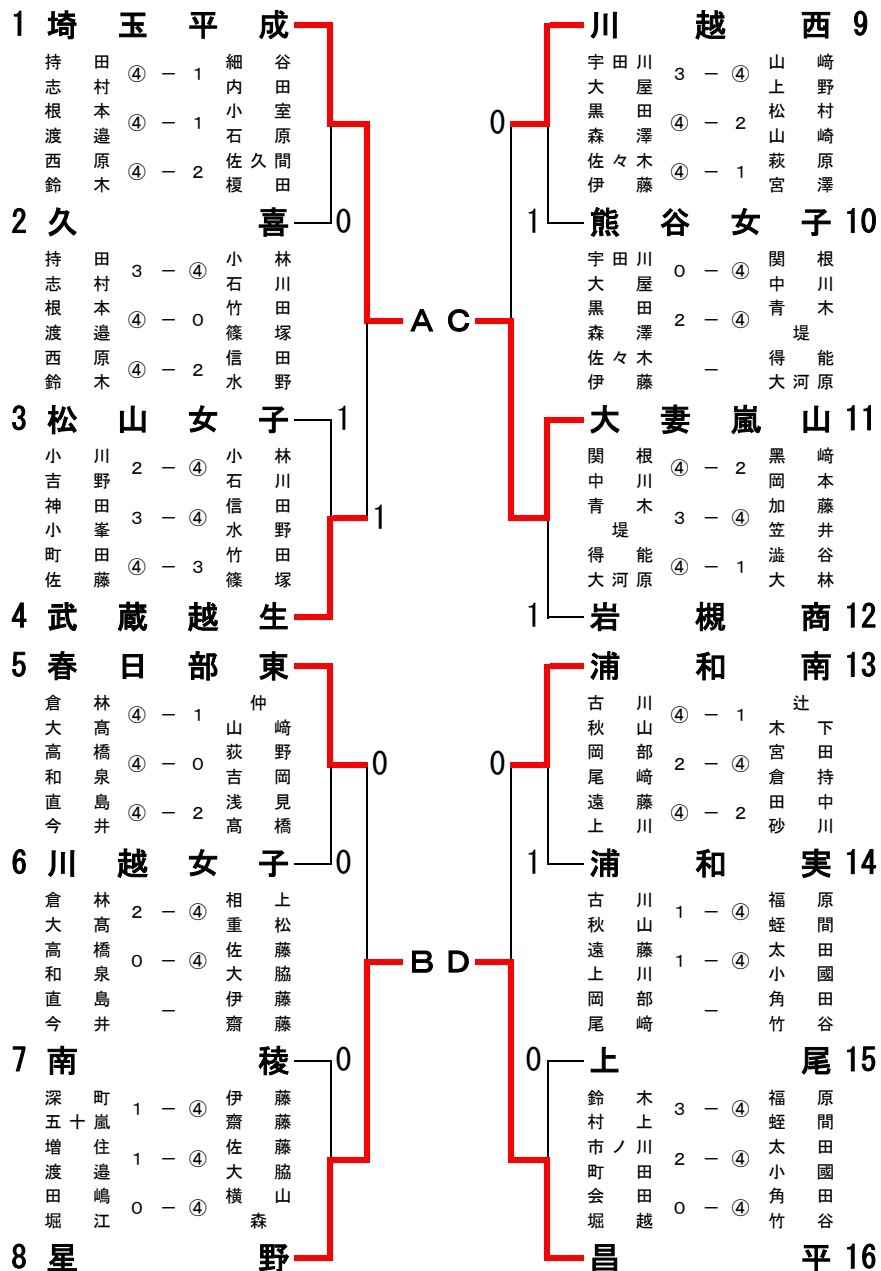 1 埼玉平成
持田 ④ － 1 細谷
志村 内田
根本 ④ － 1 小室
渡邉 石原
西原 ④ － 2 佐久間
鈴木 榎田
2 久喜 0
持田 3 － ④ 小林
志村 石川
根本 ④ － 0 竹田
渡邉 篠塚
西原 ④ － 2 信田
鈴木 水野
3 松山女子 1
小川 2 － ④ 小林
吉野 石川
神田 3 － ④ 信田
小峯 水野
町田 ④ － 3 竹田
佐藤 篠塚
1
4 武蔵越生
5 春日部東
倉林 ④ － 1 仲
大髙 山﨑
高橋 ④ － 0 荻野
和泉 吉岡
直島 ④ － 2 浅見
今井 髙橋
0
6 川越女子 0
倉林 2 － ④ 相上
大髙 重松
高橋 0 － ④ 佐藤
和泉 大脇
直島 － 伊藤
今井 齋藤
7 南稜 0
深町 1 － ④ 伊藤
五十嵐 齋藤
増住 1 － ④ 佐藤
渡邉 大脇
田嶋 0 － ④ 横山
堀江 森
8 星野
A C
B D
川越西 9
宇田川 3 － ④ 山﨑
大屋 上野
黒田 ④ － 2 松村
森澤 山崎
佐々木 ④ － 1 萩原
伊藤 宮澤
0
1 熊谷女子 10
宇田川 0 － ④ 関根
大屋 中川
黒田 2 － ④ 青木
森澤 堤
佐々木 － 得能
伊藤 大河原
大妻嵐山 11
関根 ④ － 2 黒﨑
中川 岡本
青木 3 － ④ 加藤
堤 笠井
得能 ④ － 1 澁谷
大河原 大林
1 岩槻商 12
浦和南 13
古川 ④ － 1 辻
秋山 木下
岡部 2 － ④ 宮田
尾﨑 倉持
遠藤 ④ － 2 田中
上川 砂川
0
1 浦和実 14
古川 1 － ④ 福原
秋山 蛭間
遠藤 1 － ④ 太田
上川 小國
岡部 － 角田
尾﨑 竹谷
0 上尾 15
鈴木 3 － ④ 福原
村上 蛭間
市ノ川 2 － ④ 太田
町田 小國
会田 0 － ④ 角田
堀越 竹谷
昌平 16